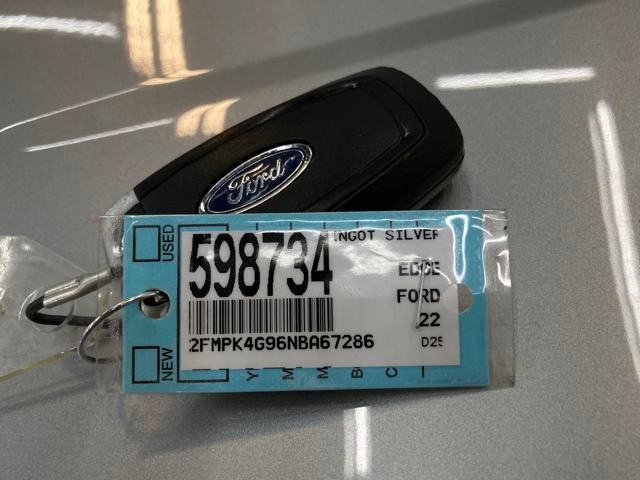 Ford
USED
NEW
598734
INGOT SILVER
EDGE
FORD
22
2FMPK4G96NBA67286
D25